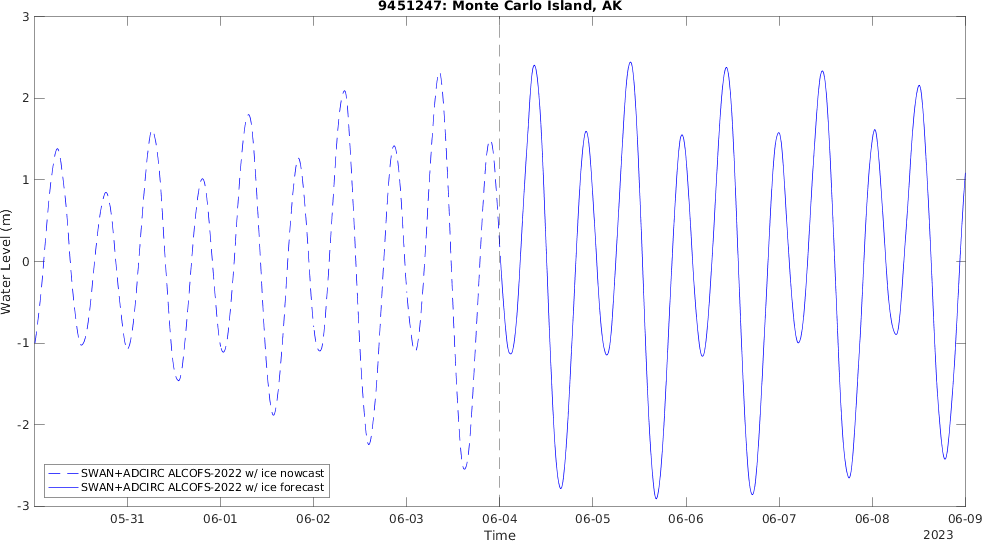 9451247: Monte Carlo Island, AK
3
2
1
0
-1
-2
-3
Water Level (m)
SWAN+ADCIRC ALCOFS-2022 w/ ice nowcast
SWAN+ADCIRC ALCOFS-2022 w/ ice forecast
05-31 06-01 06-02 06-03 06-04 06-05 06-06 06-07 06-08 06-09
Time
2023